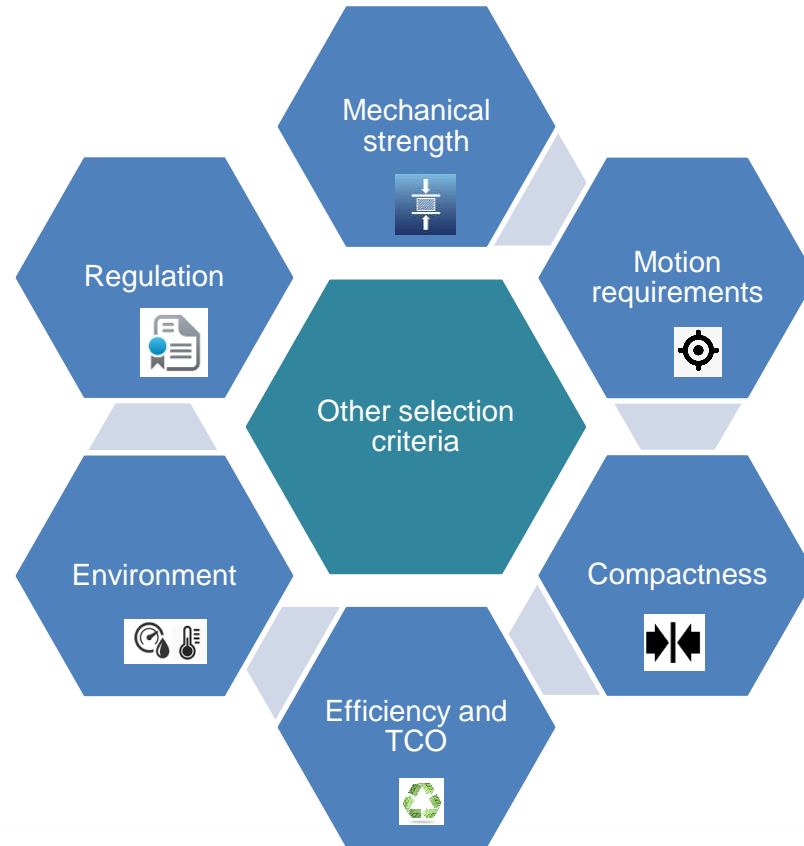 Mechanical
strength
Regulation
Motion
requirements
Other selection
criteria
Environment
Compactness
Efficiency and
TCO